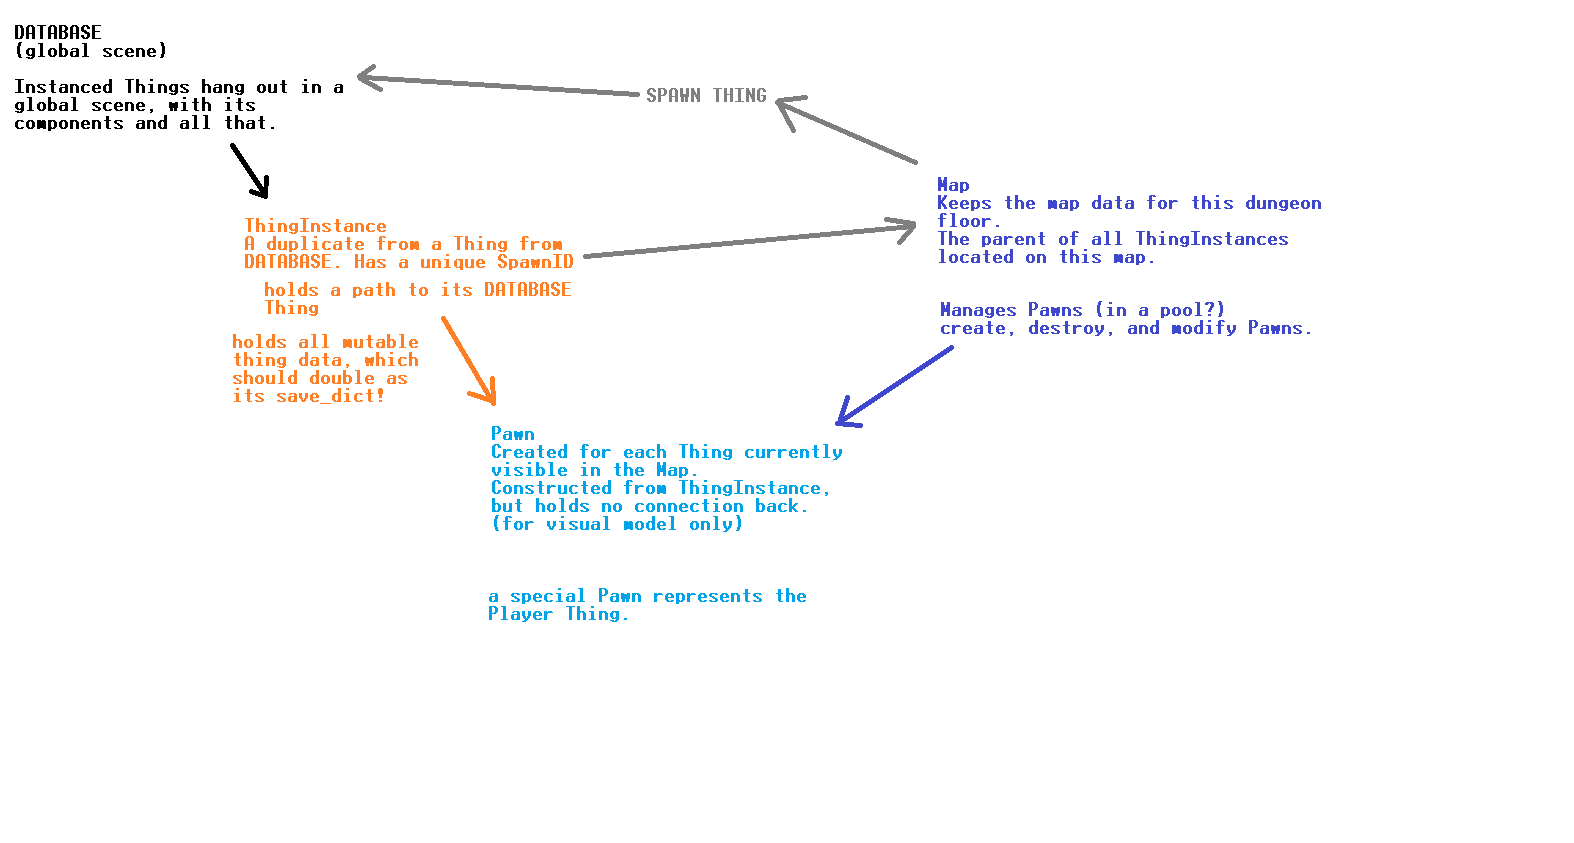 DATABASE
(global scene)
Instanced Things hang out in a
global scene, with its
components and all that.
SPAWN THING
Map
Keeps the map data for this dungeon
floor.
The parent of all ThingInstances
located on this map.
Manages Pawns (in a pool?)
create, destroy, and modify Pawns.
ThingInstance
A duplicate from a Thing from
DATABASE. Has a unique SpawnID
holds a path to its DATABASE
Thing
holds all mutable
thing data, which
should double as
its save_dict!
Pawn
Created for each Thing currently
visible in the Map.
Constructed from ThingInstance,
but holds no connection back.
(for visual model only)
a special Pawn represents the
Player Thing.